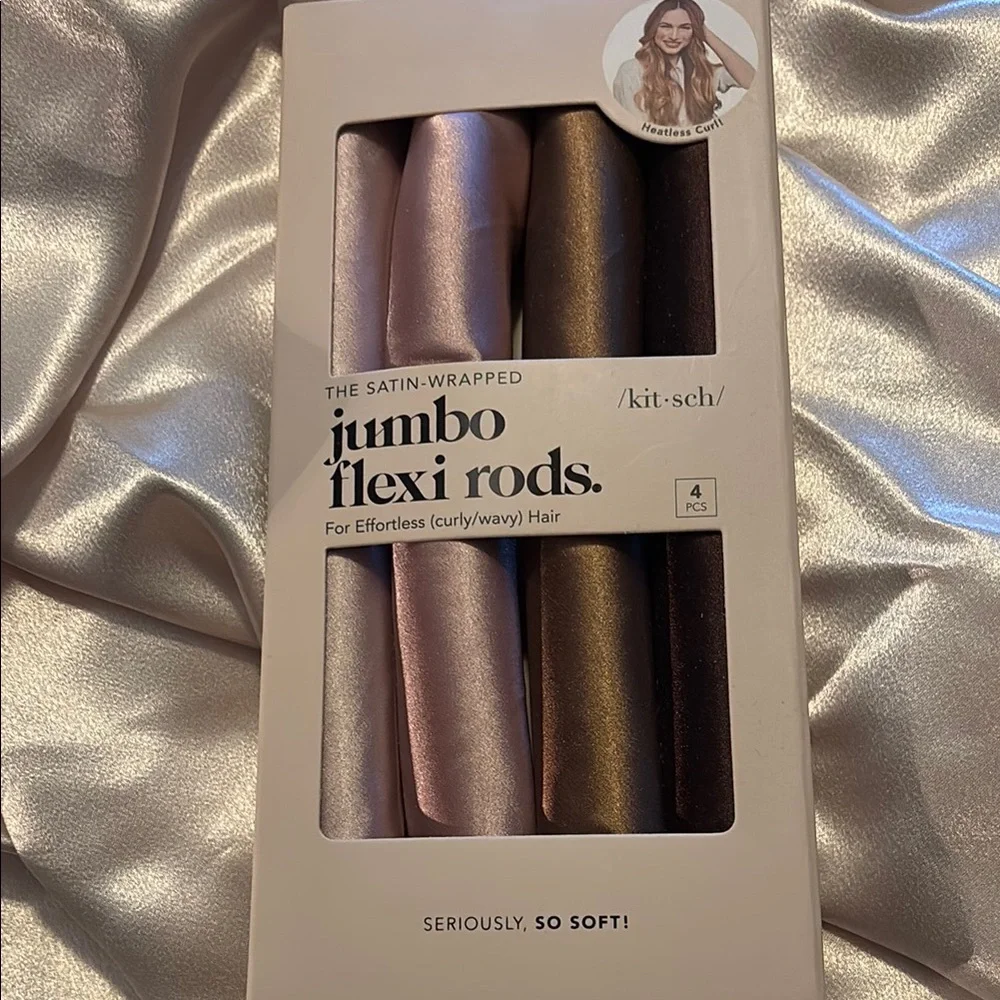 Heatless Curl!
THE SATIN-WRAPPED
/kit·sch/
jumbo
flexi rods.
4
PCS
For Effortless (curly/wavy) Hair
SERIOUSLY, SO SOFT!